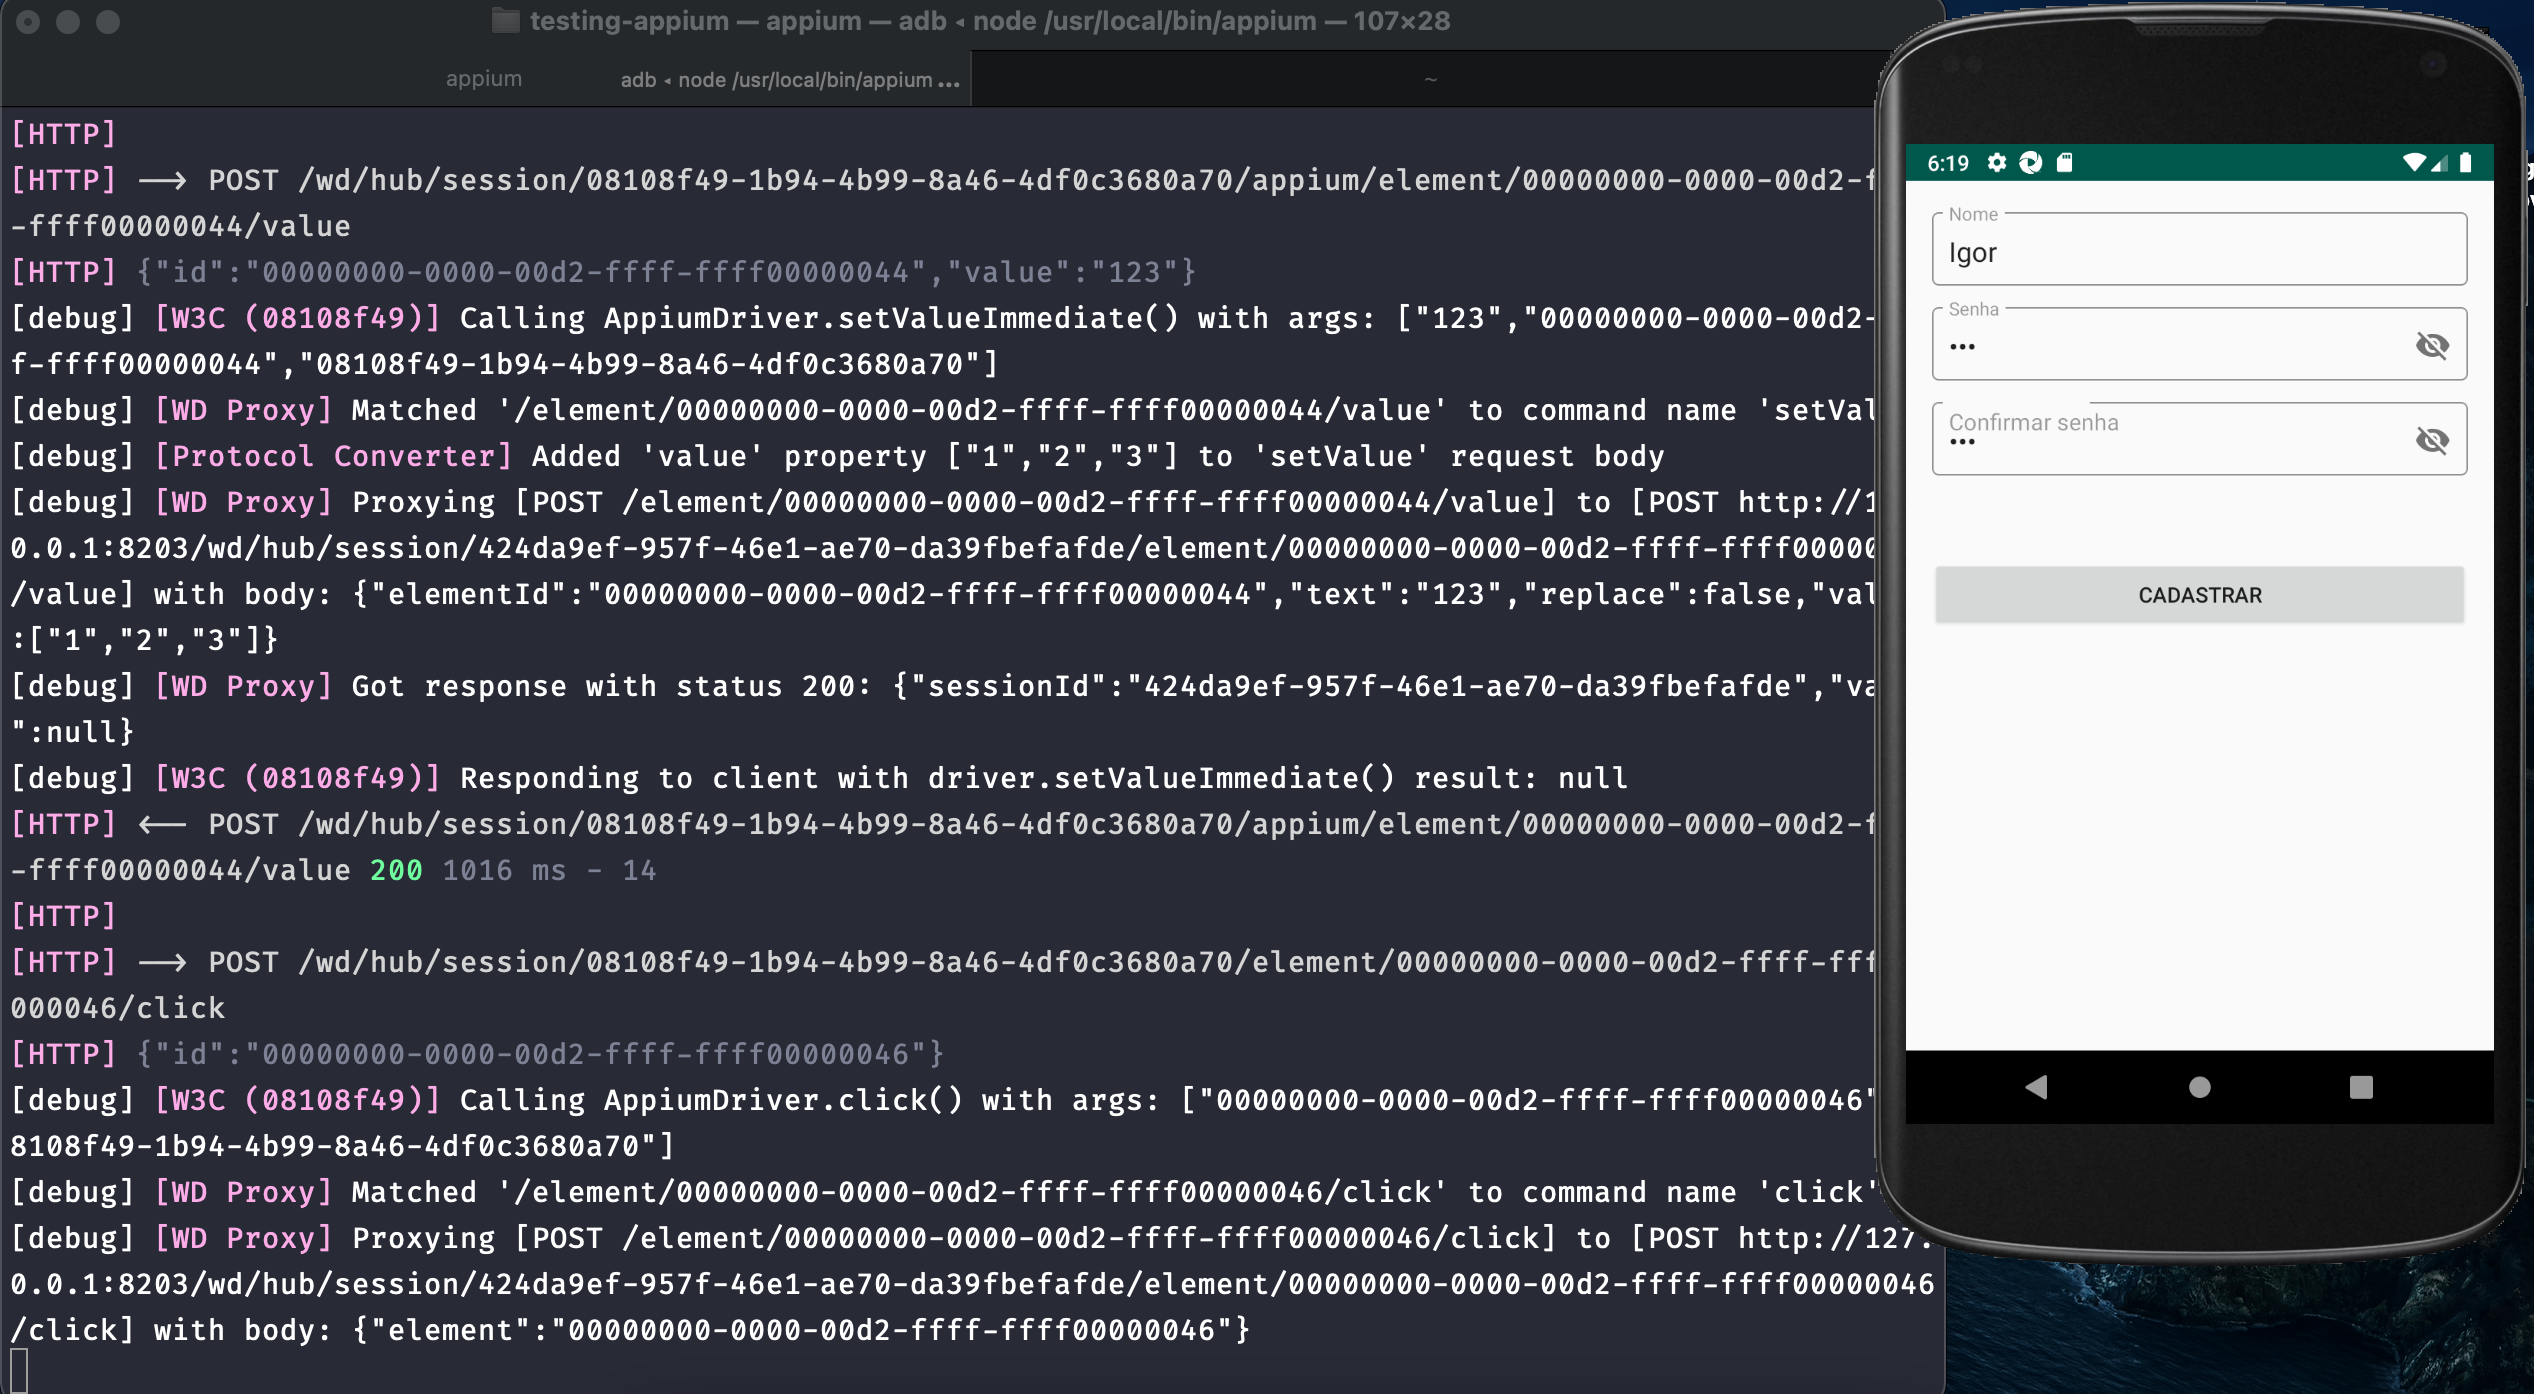 testing-appium — appium — adb ◂ node /usr/local/bin/appium — 107×28
appium
adb ◂ node /usr/local/bin/appium ...
~
[HTTP]
[HTTP] --> POST /wd/hub/session/08108f49-1b94-4b99-8a46-4df0c3680a70/appium/element/00000000-0000-00d2-f
-ffff00000044/value
[HTTP] {"id":"00000000-0000-00d2-ffff-ffff00000044","value":"123"}
[debug] [W3C (08108f49)] Calling AppiumDriver.setValueImmediate() with args: ["123","00000000-0000-00d2-
f-ffff00000044","08108f49-1b94-4b99-8a46-4df0c3680a70"]
[debug] [WD Proxy] Matched '/element/00000000-0000-00d2-ffff-ffff00000044/value' to command name 'setVal
[debug] [Protocol Converter] Added 'value' property ["1","2","3"] to 'setValue' request body
[debug] [WD Proxy] Proxying [POST /element/00000000-0000-00d2-ffff-ffff00000044/value] to [POST http://1
0.0.1:8203/wd/hub/session/424da9ef-957f-46e1-ae70-da39fbefafde/element/00000000-0000-00d2-ffff-ffff00000
/value] with body: {"elementId":"00000000-0000-00d2-ffff-ffff00000044","text":"123","replace":false,"val
:["1","2","3"]}
[debug] [WD Proxy] Got response with status 200: {"sessionId":"424da9ef-957f-46e1-ae70-da39fbefafde","va
":null}
[debug] [W3C (08108f49)] Responding to client with driver.setValueImmediate() result: null
[HTTP] <-- POST /wd/hub/session/08108f49-1b94-4b99-8a46-4df0c3680a70/appium/element/00000000-0000-00d2-f
-ffff00000044/value 200 1016 ms - 14
[HTTP]
[HTTP] --> POST /wd/hub/session/08108f49-1b94-4b99-8a46-4df0c3680a70/element/00000000-0000-00d2-ffff-fff
000046/click
[HTTP] {"id":"00000000-0000-00d2-ffff-ffff00000046"}
[debug] [W3C (08108f49)] Calling AppiumDriver.click() with args: ["00000000-0000-00d2-ffff-ffff00000046"
8108f49-1b94-4b99-8a46-4df0c3680a70"]
[debug] [WD Proxy] Matched '/element/00000000-0000-00d2-ffff-ffff00000046/click' to command name 'click'
[debug] [WD Proxy] Proxying [POST /element/00000000-0000-00d2-ffff-ffff00000046/click] to [POST http://127.
0.0.1:8203/wd/hub/session/424da9ef-957f-46e1-ae70-da39fbefafde/element/00000000-0000-00d2-ffff-ffff00000046
/click] with body: {"element":"00000000-0000-00d2-ffff-ffff00000046"}
6:19
Nome
Igor
Senha
•••
Confirmar senha
•••
CADASTRAR